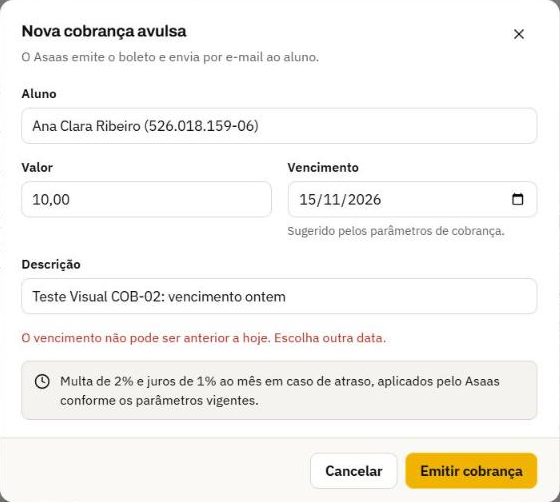 Nova cobrança avulsa
O Asaas emite o boleto e envia por e-mail ao aluno.
Aluno
Ana Clara Ribeiro (526.018.159-06)
Valor
Vencimento
10,00
15/11/2026
Sugerido pelos parâmetros de cobrança.
Descrição
Teste Visual COB-02: vencimento ontem
O vencimento não pode ser anterior a hoje. Escolha outra data.
Multa de 2% e juros de 1% ao mês em caso de atraso, aplicados pelo Asaas
conforme os parâmetros vigentes.
Cancelar
Emitir cobrança